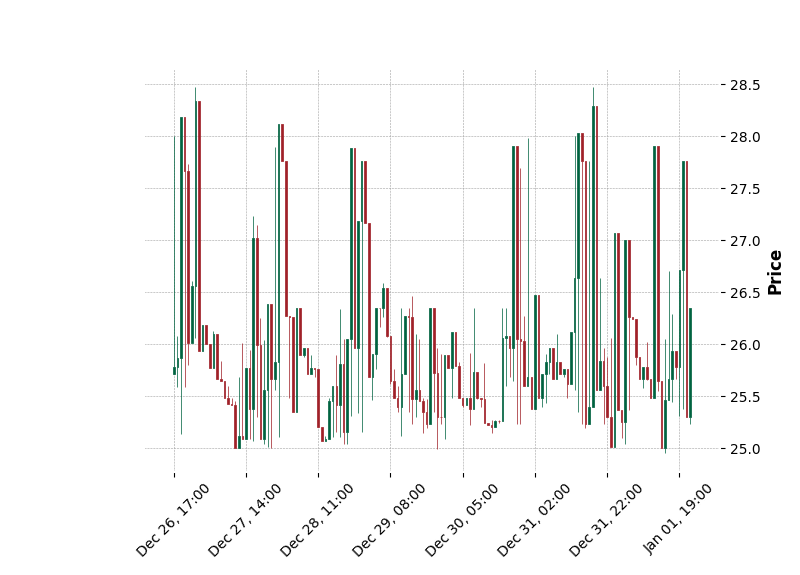 28.5
28.0
27.5
27.0
26.5
26.0
25.5
25.0
Price
Dec 26, 17:00
Dec 27, 14:00
Dec 28, 11:00
Dec 29, 08:00
Dec 30, 05:00
Dec 31, 02:00
Dec 31, 22:00
Jan 01, 19:00